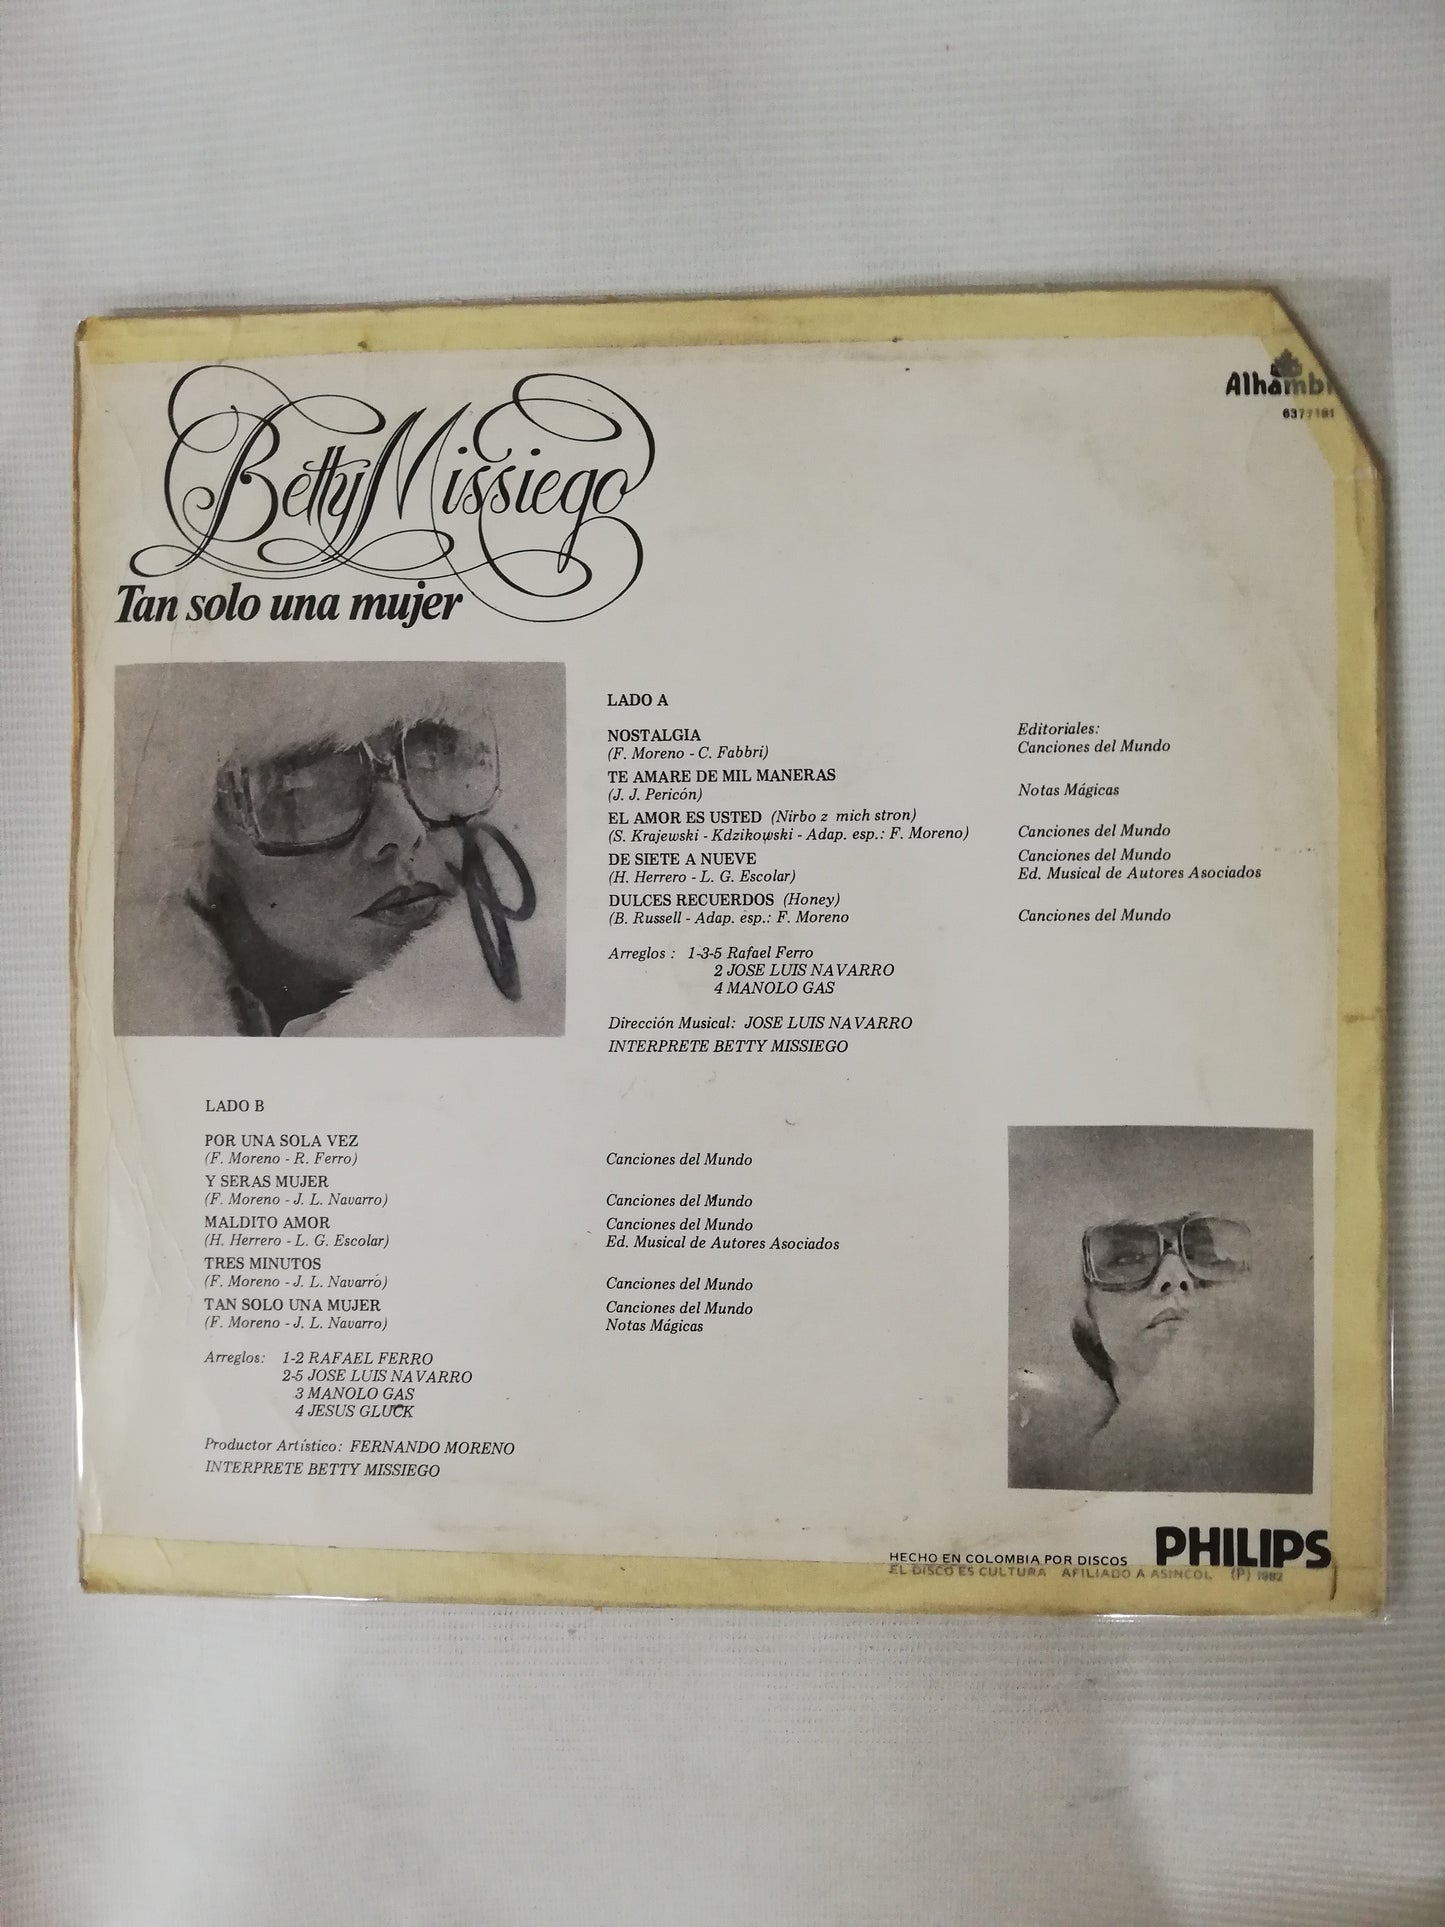 Alhamb
6377181
Betty Missiego
Tan solo una mujer
LADO A
NOSTALGIA
(F. Moreno - C. Fabbri)
Editoriales:
Canciones del Mundo
TE AMARE DE MIL MANERAS
(J. J. Pericón)
Notas Mágicas
EL AMOR ES USTED (Nirbo z mich stron)
(S. Krajewski - Kdzikowski - Adap. esp.: F. Moreno)
Canciones del Mundo
DE SIETE A NUEVE
(H. Herrero - L. G. Escolar)
Canciones del Mundo
Ed. Musical de Autores Asociados
DULCES RECUERDOS (Honey)
(B. Russell - Adap. esp.: F. Moreno
Canciones del Mundo
Arreglos : 1-3-5 Rafael Ferro
2 JOSE LUIS NAVARRO
4 MANOLO GAS
Dirección Musical: JOSE LUIS NAVARRO
INTERPRETE BETTY MISSIEGO
LADO B
POR UNA SOLA VEZ
(F. Moreno - R. Ferro)
Canciones del Mundo
Y SERAS MUJER
(F. Moreno - J. L. Navarro)
Canciones del Mundo
MALDITO AMOR
(H. Herrero - L. G. Escolar)
Canciones del Mundo
Ed. Musical de Autores Asociados
TRES MINUTOS
(F. Moreno - J. L. Navarro)
Canciones del Mundo
TAN SOLO UNA MUJER
(F. Moreno - J. L. Navarro)
Canciones del Mundo
Notas Mágicas
Arreglos: 1-2 RAFAEL FERRO
2-5 JOSE LUIS NAVARRO
3 MANOLO GAS
4 JESUS GLUCK
Productor Artístico: FERNANDO MORENO
INTERPRETE BETTY MISSIEGO
HECHO EN COLOMBIA POR DISCOS PHILIPS
EL DISCO ES CULTURA AFILIADO A ASINCOL (P) 1982